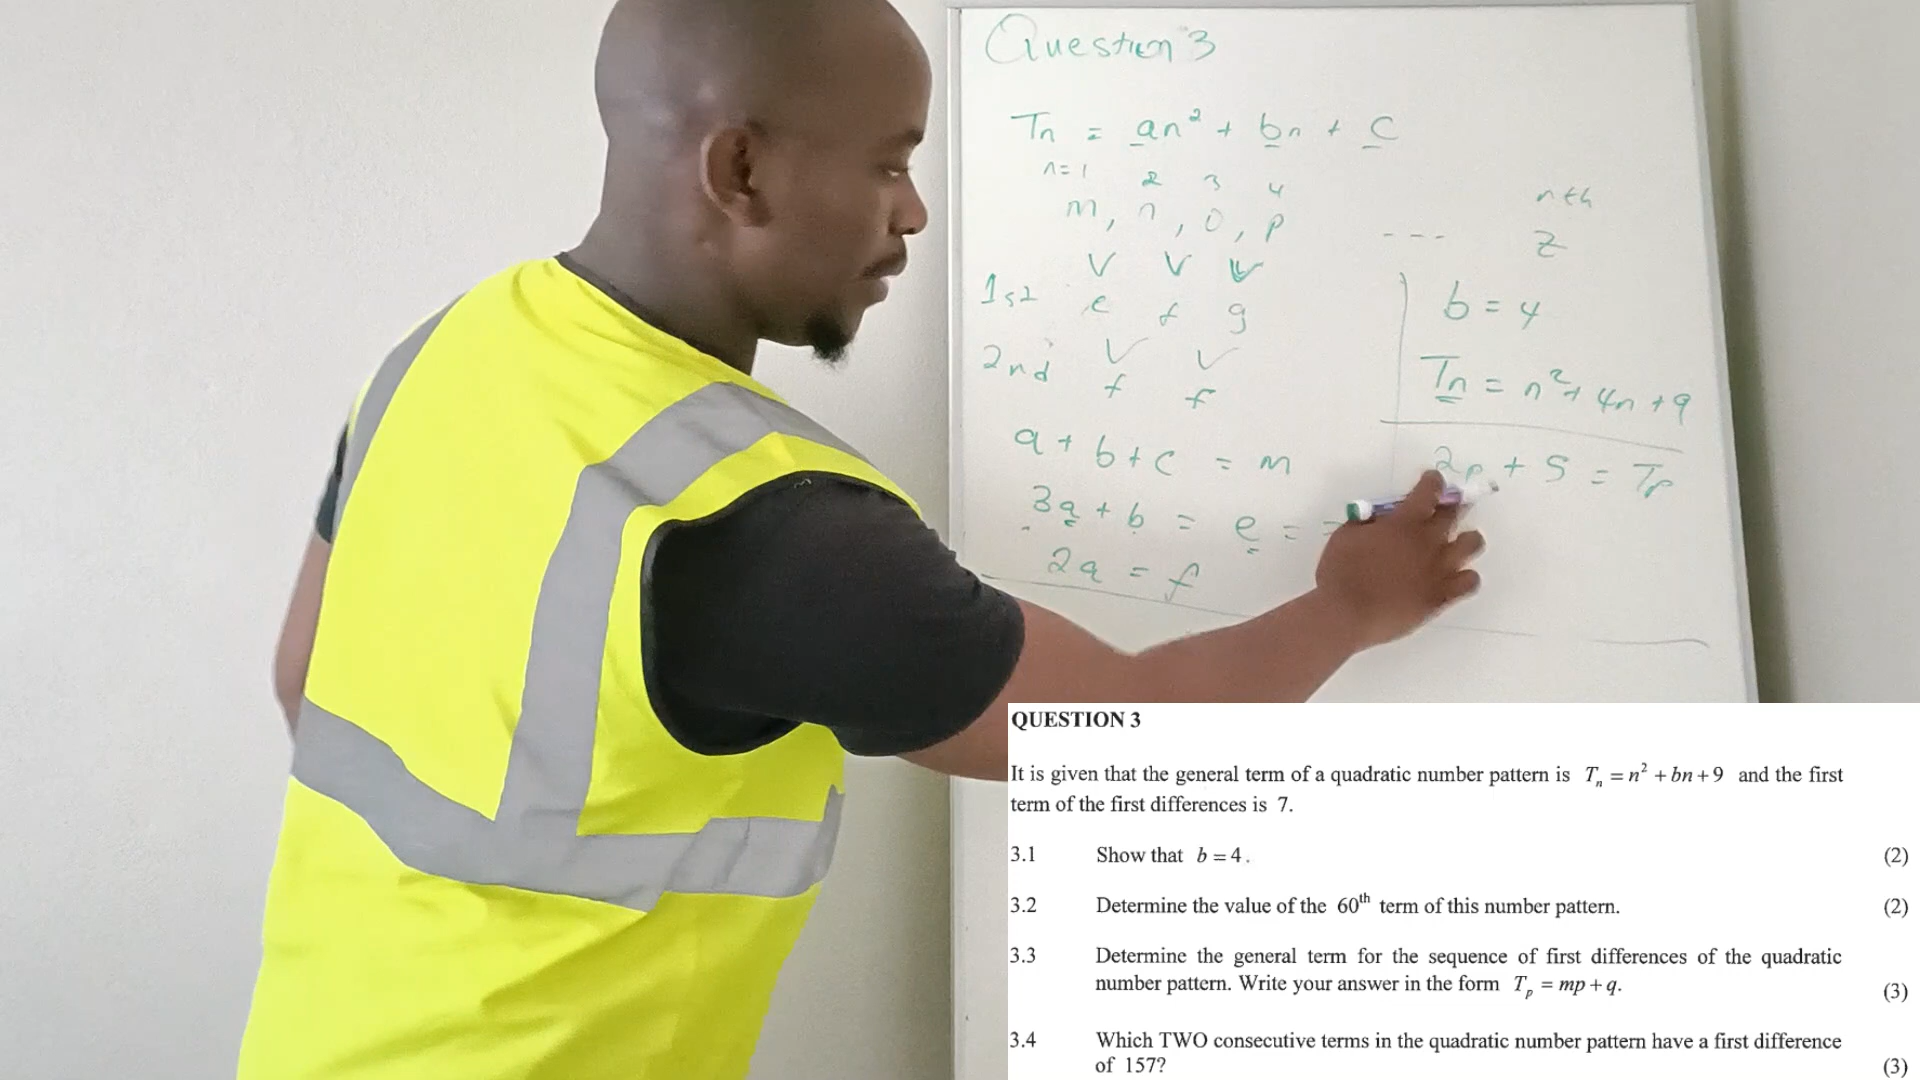 Question 3
Tn = an² + bn + c
n=1 2 3 4 nth
m, n, o, p --- z
1st e f g
b = 4
2nd f f
Tn = n² + 4n + 9
a + b + c = m
2p + 5 = Tp
3a + b = e =
2a = f
QUESTION 3
It is given that the general term of a quadratic number pattern is Tₙ = n² + bn + 9 and the first
term of the first differences is 7.
3.1 Show that b = 4. (2)
3.2 Determine the value of the 60th term of this number pattern. (2)
3.3 Determine the general term for the sequence of first differences of the quadratic
number pattern. Write your answer in the form Tₚ = mp + q. (3)
3.4 Which TWO consecutive terms in the quadratic number pattern have a first difference
of 157? (3)